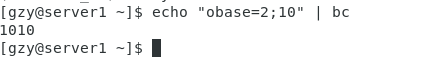 [gzy@server1 ~]$ echo "obase=2;10" | bc
1010
[gzy@server1 ~]$